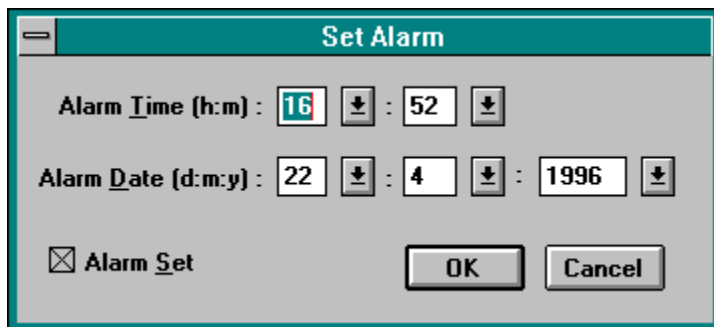 Set Alarm
Alarm Time (h:m) : 16 : 52
Alarm Date (d:m:y) : 22 : 4 : 1996
Alarm Set OK Cancel